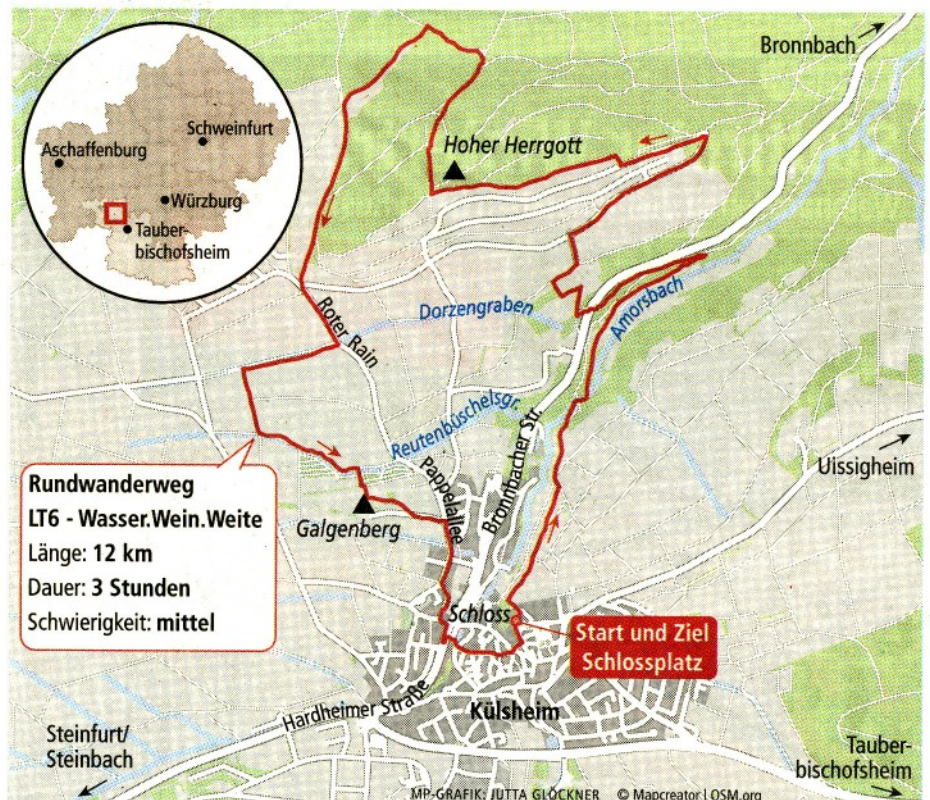 Bronnbach
Schweinfurt
Aschaffenburg
Hoher Herrgott
Würzburg
Tauber-
bischofsheim
Dorzengraben
Amorsbach
Roter Rain
Reutenbüschelsgr.
Bronnbacher Str.
Pappelallee
Uissigheim
Rundwanderweg
LT6 - Wasser.Wein.Weite
Länge: 12 km
Dauer: 3 Stunden
Schwierigkeit: mittel
Galgenberg
Schloss
Start und Ziel
Schlossplatz
Hardheimer Straße
Külsheim
Steinfurt/
Steinbach
Tauber-
bischofsheim
MP-GRAFIK: JUTTA GLÖCKNER © Mapcreator | OSM.org